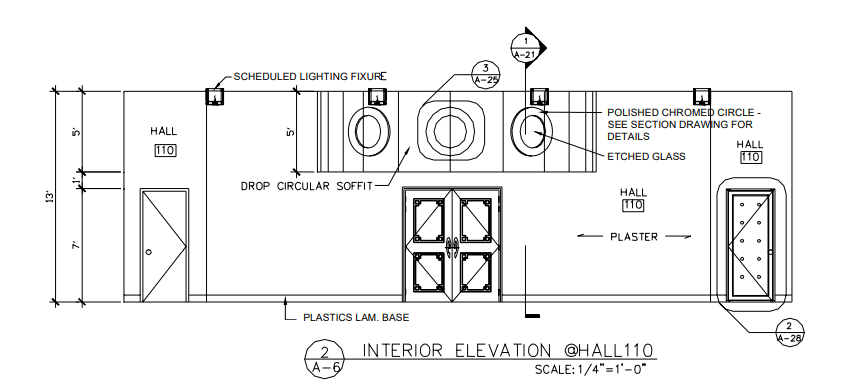 1
A-21
SCHEDULED LIGHTING FIXURE
3
A-25
POLISHED CHROMED CIRCLE -
SEE SECTION DRAWING FOR
DETAILS
ETCHED GLASS
HALL
110
5'
5'
HALL
110
DROP CIRCULAR SOFFIT
1'
13'
HALL
110
PLASTER
7'
PLASTICS LAM. BASE
2
A-28
2
A-6
INTERIOR ELEVATION @HALL110
SCALE: 1/4"=1'-0"